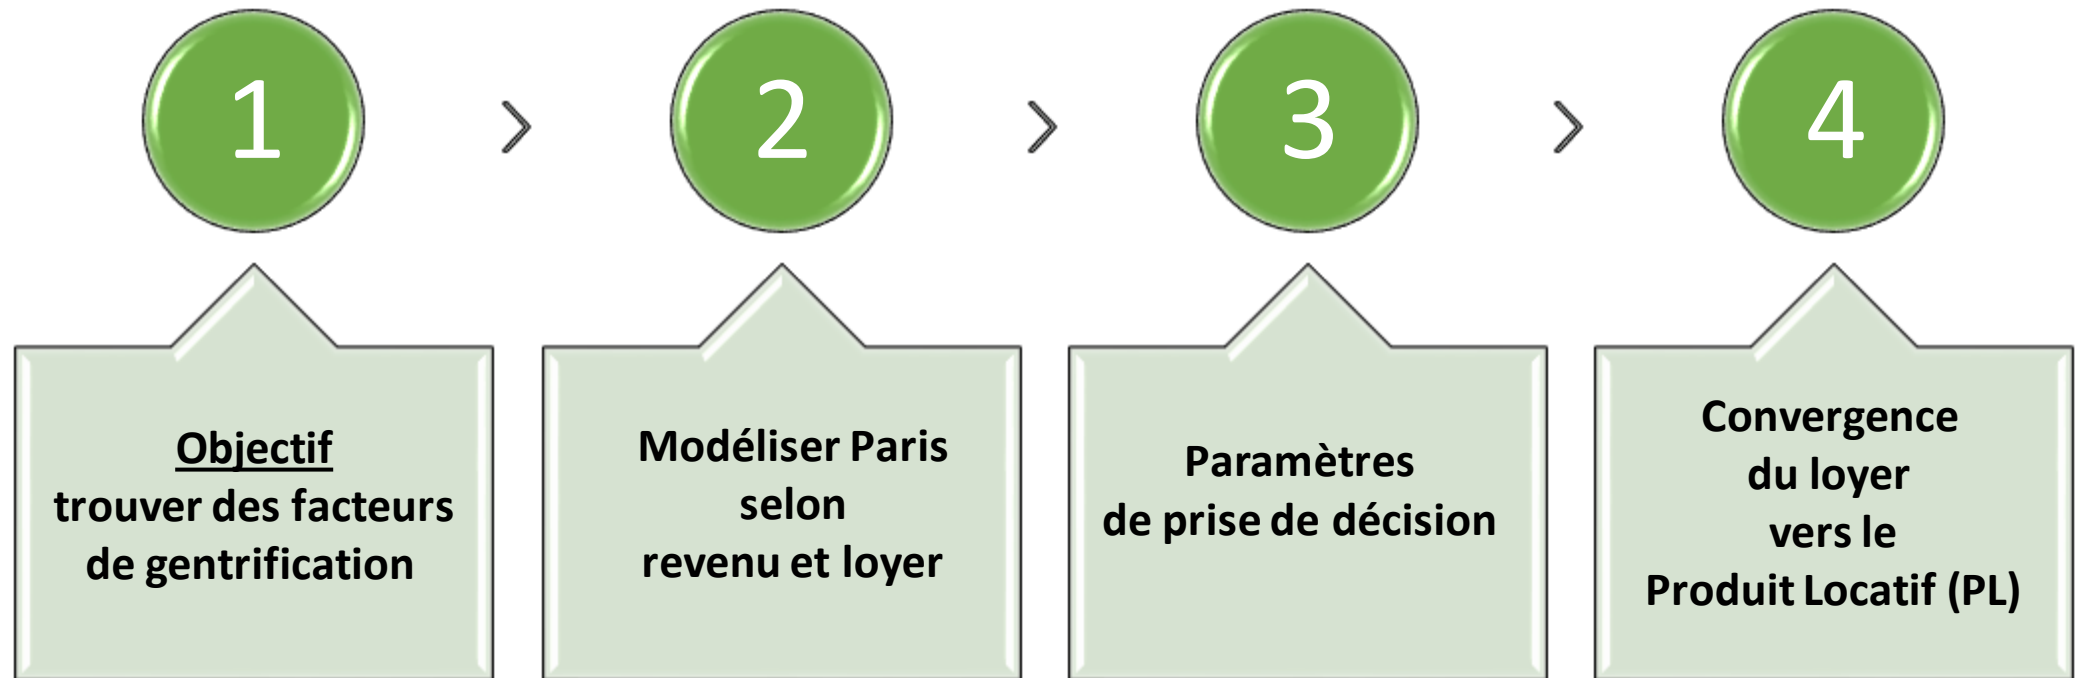 1
2
3
4
Objectif
trouver des facteurs
de gentrification
Modéliser Paris
selon
revenu et loyer
Paramètres
de prise de décision
Convergence
du loyer
vers le
Produit Locatif (PL)